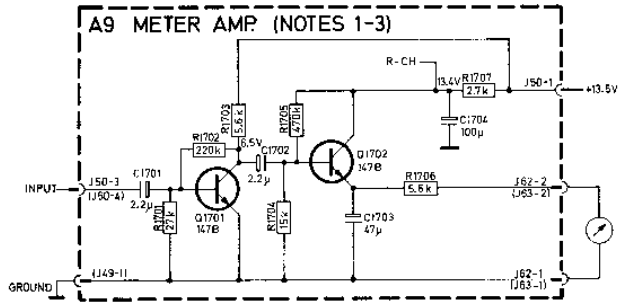 A9 METER AMP. (NOTES 1-3)
R-CH
13.4V
R1707
2.7k
J50-1
+13.5V
R1703
5.6k
R1705
470k
C1704
100µ
R1702
220k
6.5V
C1702
2.2µ
Q1702
147B
C1701
2.2µ
INPUT
J50-3
(J50-4)
R1701
27k
Q1701
147B
R1704
15k
C1703
47µ
R1706
5.6k
J62-2
(J63-2)
GROUND
(J49-1)
J62-1
(J63-1)